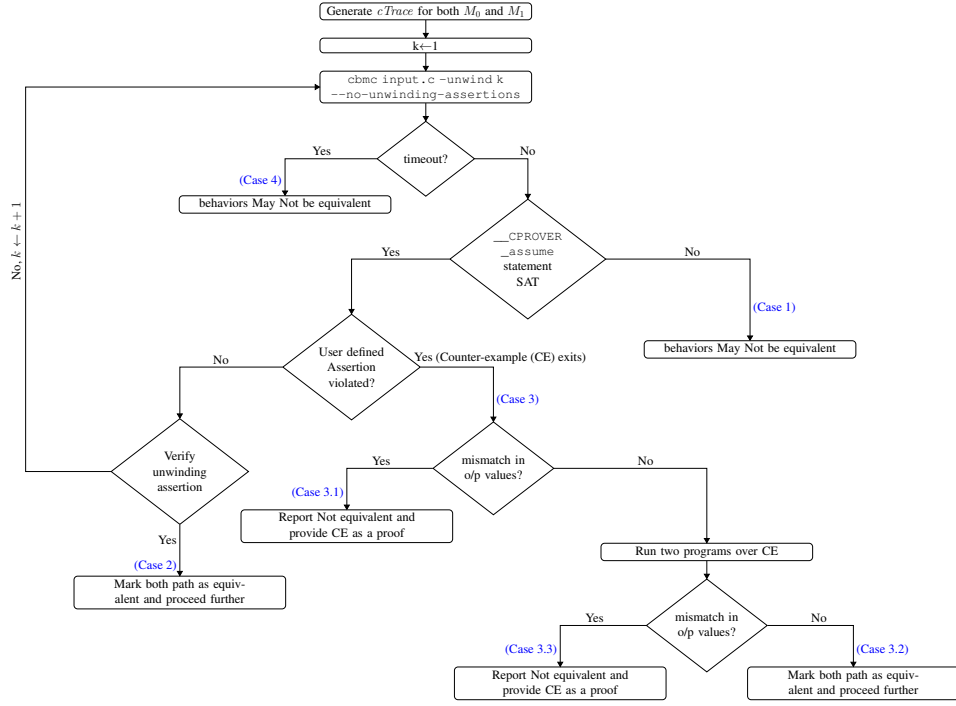 Generate cTrace for both M0 and M1
k←1
cbmc input.c -unwind k
--no-unwinding-assertions
timeout?
Yes
No
(Case 4)
behaviors May Not be equivalent
__CPROVER
_assume
statement
SAT
Yes
No
(Case 1)
behaviors May Not be equivalent
No, k ← k + 1
User defined
Assertion
violated?
No
Yes (Counter-example (CE) exits)
(Case 3)
Verify
unwinding
assertion
mismatch in
o/p values?
Yes
No
(Case 3.1)
Report Not equivalent and
provide CE as a proof
Yes
(Case 2)
Mark both path as equiv-
alent and proceed further
Run two programs over CE
mismatch in
o/p values?
Yes
No
(Case 3.3)
(Case 3.2)
Report Not equivalent and
provide CE as a proof
Mark both path as equiv-
alent and proceed further